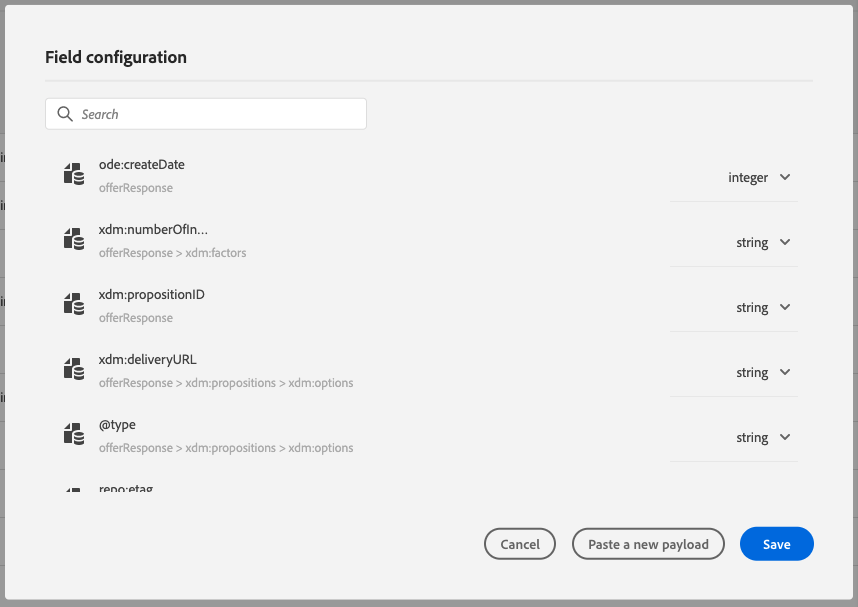 Field configuration
Search
ode:createDate
offerResponse
integer
xdm:numberOfIn...
offerResponse > xdm:factors
string
xdm:propositionID
offerResponse
string
xdm:deliveryURL
offerResponse > xdm:propositions > xdm:options
string
@type
offerResponse > xdm:propositions > xdm:options
string
repo:etag
Cancel
Paste a new payload
Save